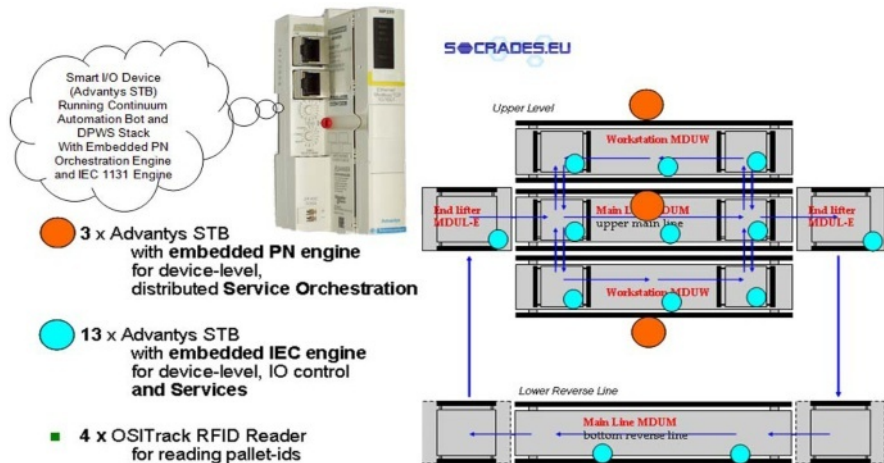 Smart I/O Device
(Advantys STB)
Running Continuum
Automation Bot and
DPWS Stack
With Embedded PN
Orchestration Engine
and IEC 1131 Engine
3 x Advantys STB
with embedded PN engine
for device-level,
distributed Service Orchestration
13 x Advantys STB
with embedded IEC engine
for device-level, IO control
and Services
4 x OSITrack RFID Reader
for reading pallet-ids
SOCRADES.EU
Upper Level
Workstation MDUW
End lifter
MDUL-E
Main Line MDUM
upper main line
End lifter
MDUL-E
Workstation MDUW
Lower Reverse Line
Main Line MDUM
bottom reverse line